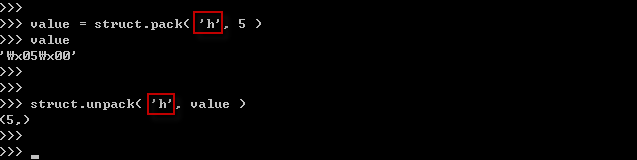 >>>
>>> value = struct.pack( 'h', 5 )
>>> value
'₩x05₩x00'
>>>
>>>
>>> struct.unpack( 'h', value )
(5,)
>>>
>>> _